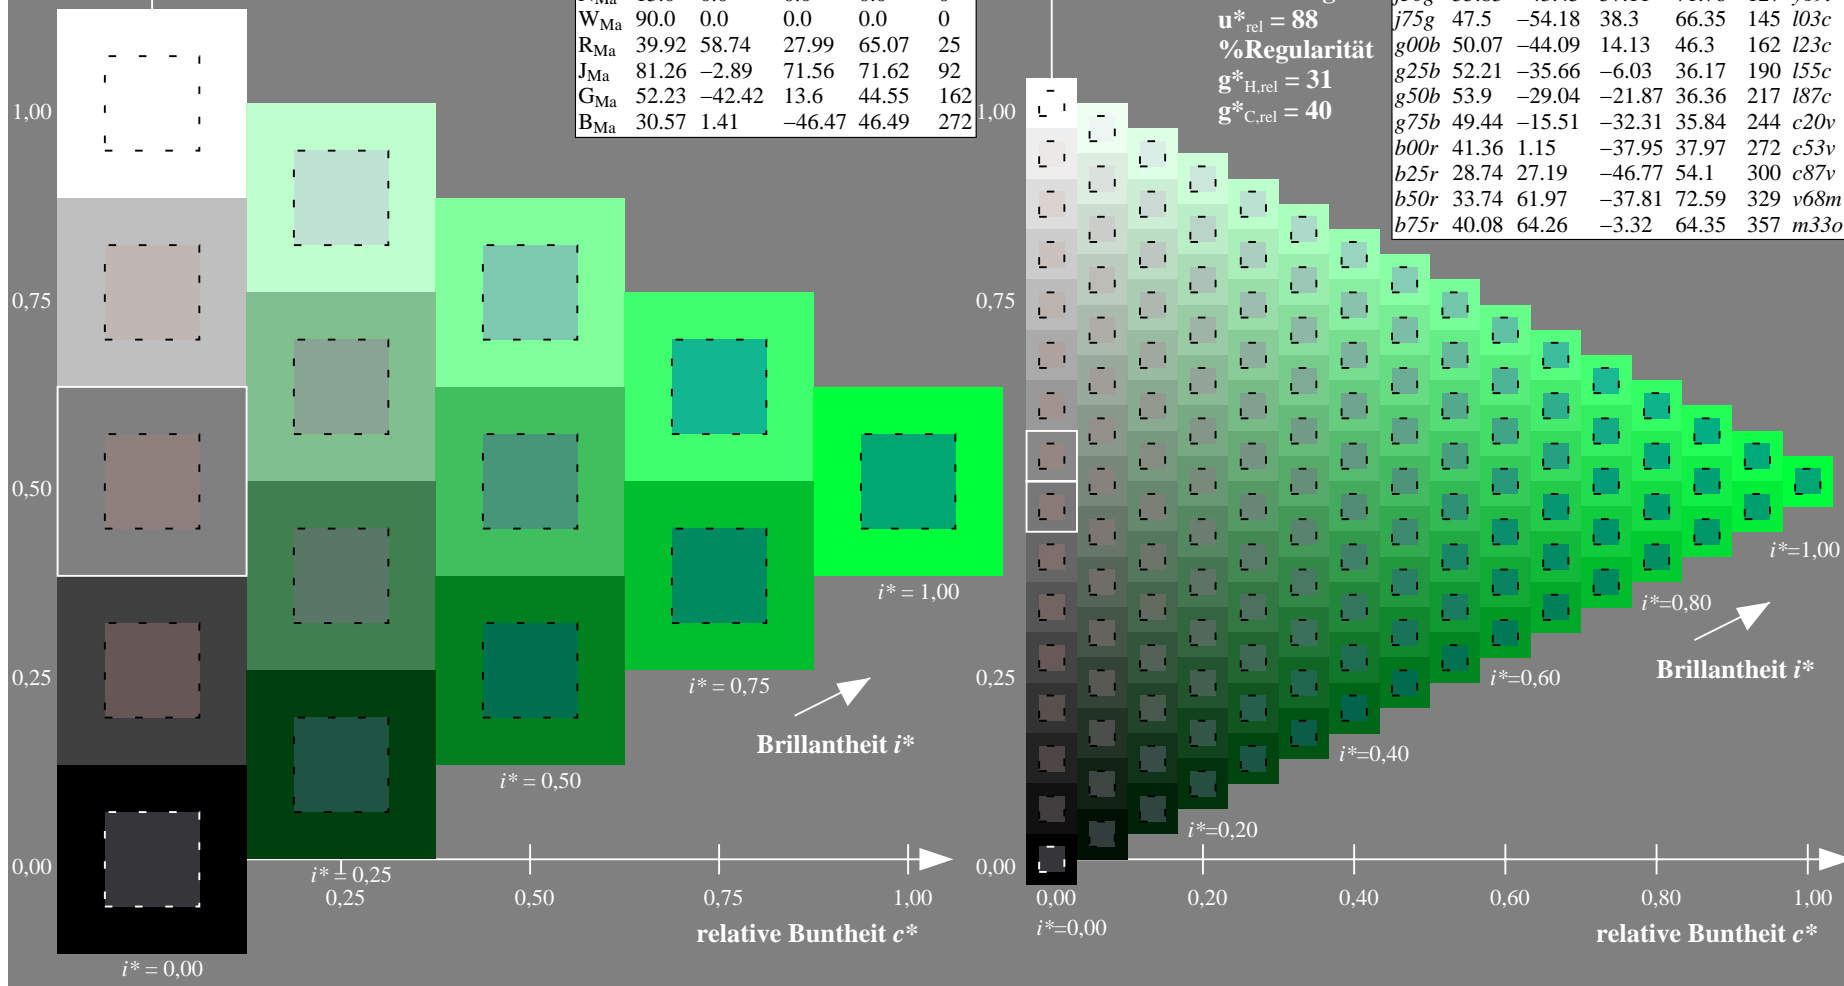 W_Ma 90.0 0.0 0.0 0.0 0
R_Ma 39.92 58.74 27.99 65.07 25
J_Ma 81.26 −2.89 71.56 71.62 92
G_Ma 52.23 −42.42 13.6 44.55 162
B_Ma 30.57 1.41 −46.47 46.49 272
u*rel = 88
%Regularität
g*H,rel = 31
g*C,rel = 40
j75g 47.5 −54.18 38.3 66.35 145 l03c
g00b 50.07 −44.09 14.13 46.3 162 l23c
g25b 52.21 −35.66 −6.03 36.17 190 l55c
g50b 53.9 −29.04 −21.87 36.36 217 l87c
g75b 49.44 −15.51 −32.31 35.84 244 c20v
b00r 41.36 1.15 −37.95 37.97 272 c53v
b25r 28.74 27.19 −46.77 54.1 300 c87v
b50r 33.74 61.97 −37.81 72.59 329 v68m
b75r 40.08 64.26 −3.32 64.35 357 m33o
1,00
0,75
0,50
0,25
0,00
i* = 1,00
i* = 0,75
Brillantheit i*
i* = 0,50
i* = 0,25
0,25 0,50 0,75 1,00
relative Buntheit c*
i* = 0,00
1,00
0,75
0,50
0,25
0,00
i*=1,00
i*=0,80
Brillantheit i*
i*=0,60
i*=0,40
i*=0,20
0,00 0,20 0,40 0,60 0,80 1,00
i*=0,00
relative Buntheit c*